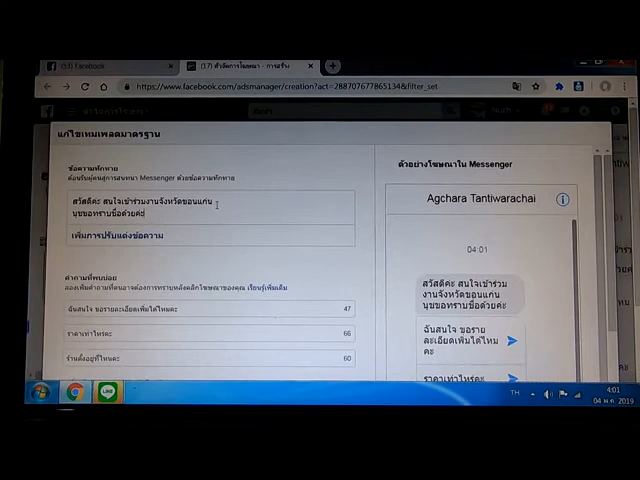 (53) Facebook
(17) ตัวจัดการโฆษณา - การสร้าง
https://www.facebook.com/adsmanager/creation?act=288707677865134&filter_set
ค้นหา
แก้ไขเทมเพลตมาตรฐาน
ข้อความทักทาย
ต้อนรับผู้คนสู่การสนทนา Messenger ด้วยข้อความทักทาย
สวัสดีคะ สนใจเข้าร่วมงานจังหวัดขอนแก่น
นุชขอทราบชื่อด้วยค่ะ
เพิ่มการปรับแต่งข้อความ
คำถามที่พบบ่อย
ลองเพิ่มคำถามที่คนอาจต้องการทราบหลังคลิกโฆษณาของคุณ เรียนรู้เพิ่มเติม
ฉันสนใจ ขอรายละเอียดเพิ่มได้ไหมคะ 47
ราคาเท่าไหร่คะ 66
ร้านตั้งอยู่ที่ไหนคะ 60
ตัวอย่างโฆษณาใน Messenger
Agchara Tantiwarachai
04:01
สวัสดีคะ สนใจเข้าร่วม
งานจังหวัดขอนแก่น
นุชขอทราบชื่อด้วยค่ะ
ฉันสนใจ ขอราย
ละเอียดเพิ่มได้ไหม
คะ
ราคาเท่าไหร่คะ
LINE
TH
4:01
04 พ.ค. 2019